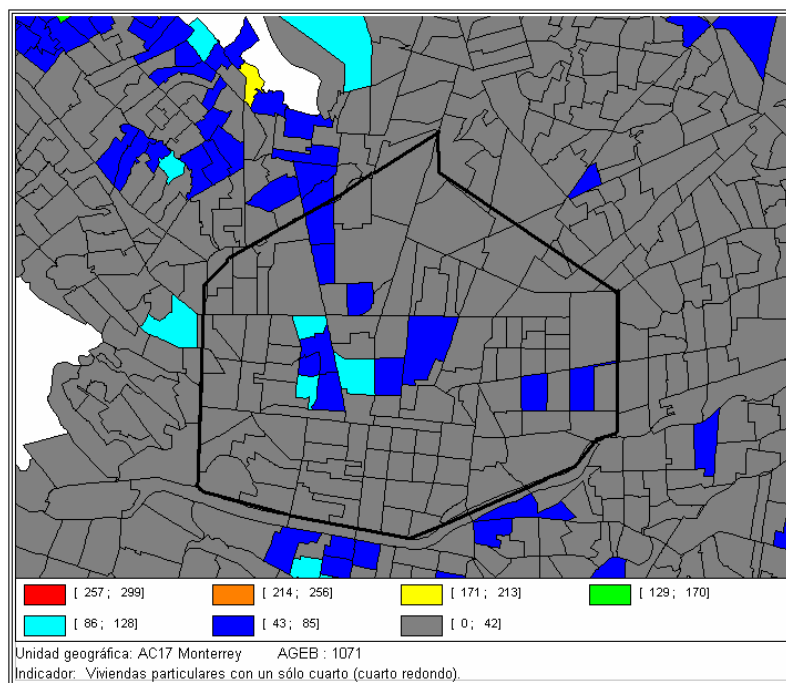 [ 257; 299] [ 214; 256] [ 171; 213] [ 129; 170]
[ 86; 128] [ 43; 85] [ 0; 42]
Unidad geográfica: AC17 Monterrey AGEB : 1071
Indicador: Viviendas particulares con un sólo cuarto (cuarto redondo).